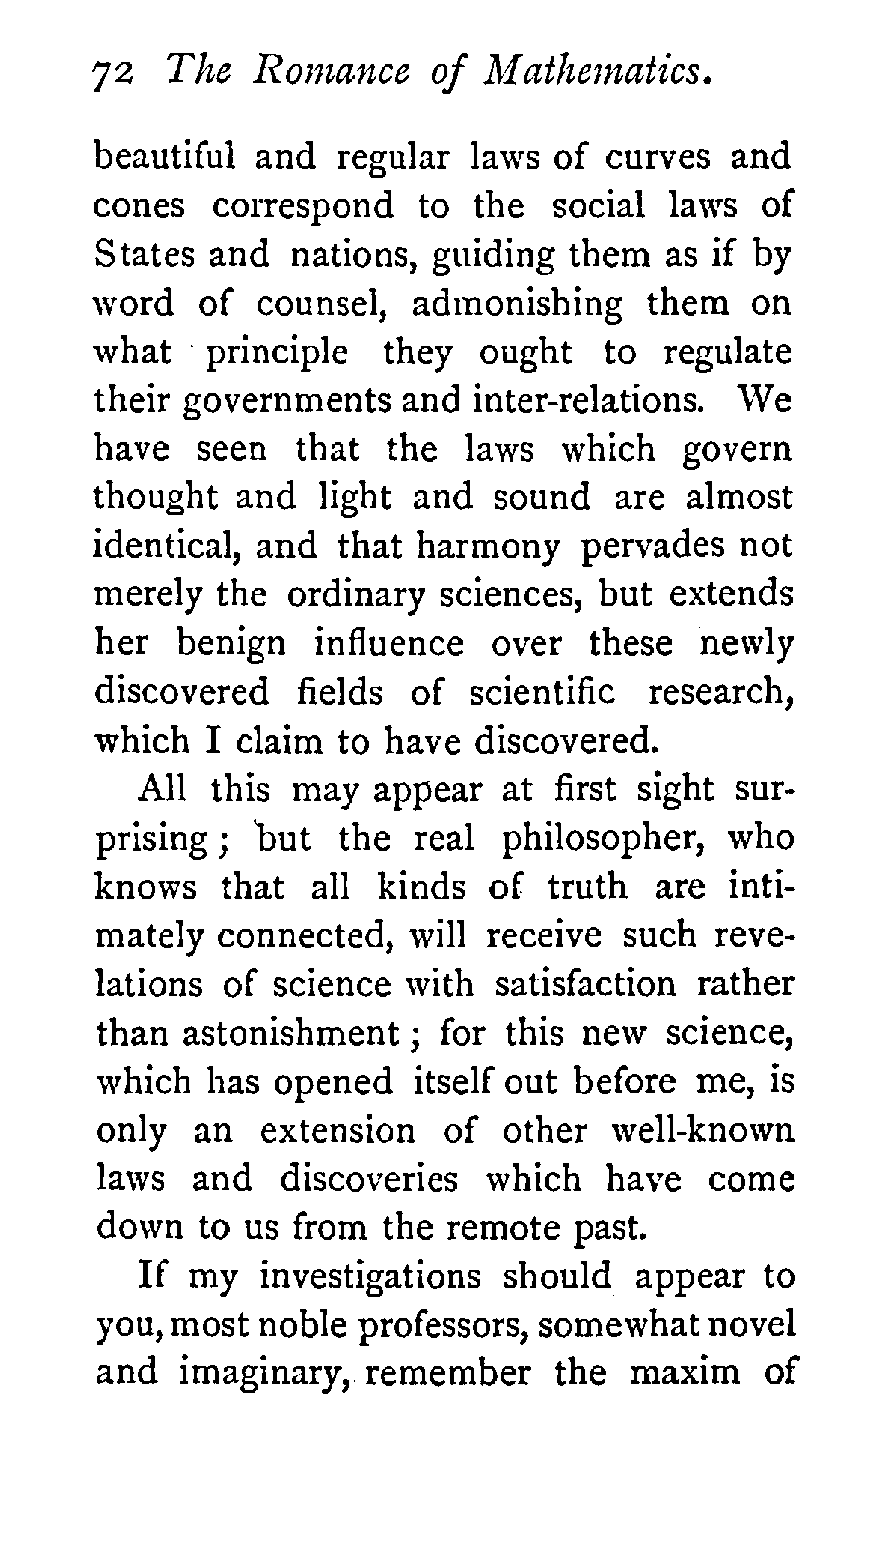 72 The Romance of Mathematics.
beautiful and regular laws of curves and
cones correspond to the social laws of
States and nations, guiding them as if by
word of counsel, admonishing them on
what principle they ought to regulate
their governments and inter-relations. We
have seen that the laws which govern
thought and light and sound are almost
identical, and that harmony pervades not
merely the ordinary sciences, but extends
her benign influence over these newly
discovered fields of scientific research,
which I claim to have discovered.
All this may appear at first sight sur-
prising; but the real philosopher, who
knows that all kinds of truth are inti-
mately connected, will receive such reve-
lations of science with satisfaction rather
than astonishment; for this new science,
which has opened itself out before me, is
only an extension of other well-known
laws and discoveries which have come
down to us from the remote past.
If my investigations should appear to
you, most noble professors, somewhat novel
and imaginary, remember the maxim of